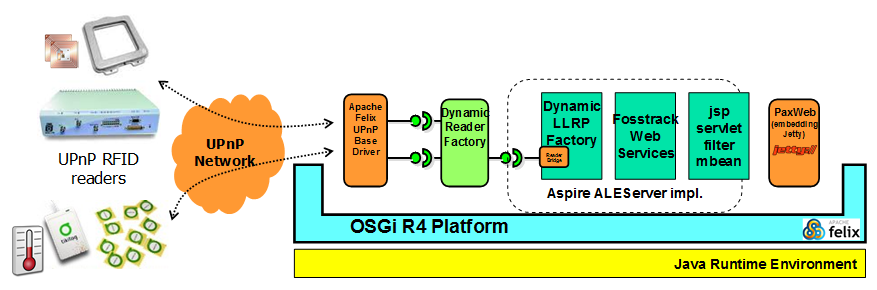 UPnP RFID
readers
tikitag
UPnP
Network
Apache
Felix
UPnP
Base
Driver
Dynamic
Reader
Factory
Dynamic
LLRP
Factory
Reader
Bridge
Fosstrack
Web
Services
jsp
servlet
filter
mbean
PaxWeb
(embedding
Jetty)
jetty://
Aspire ALEServer impl.
OSGi R4 Platform
APACHE
felix
Java Runtime Environment